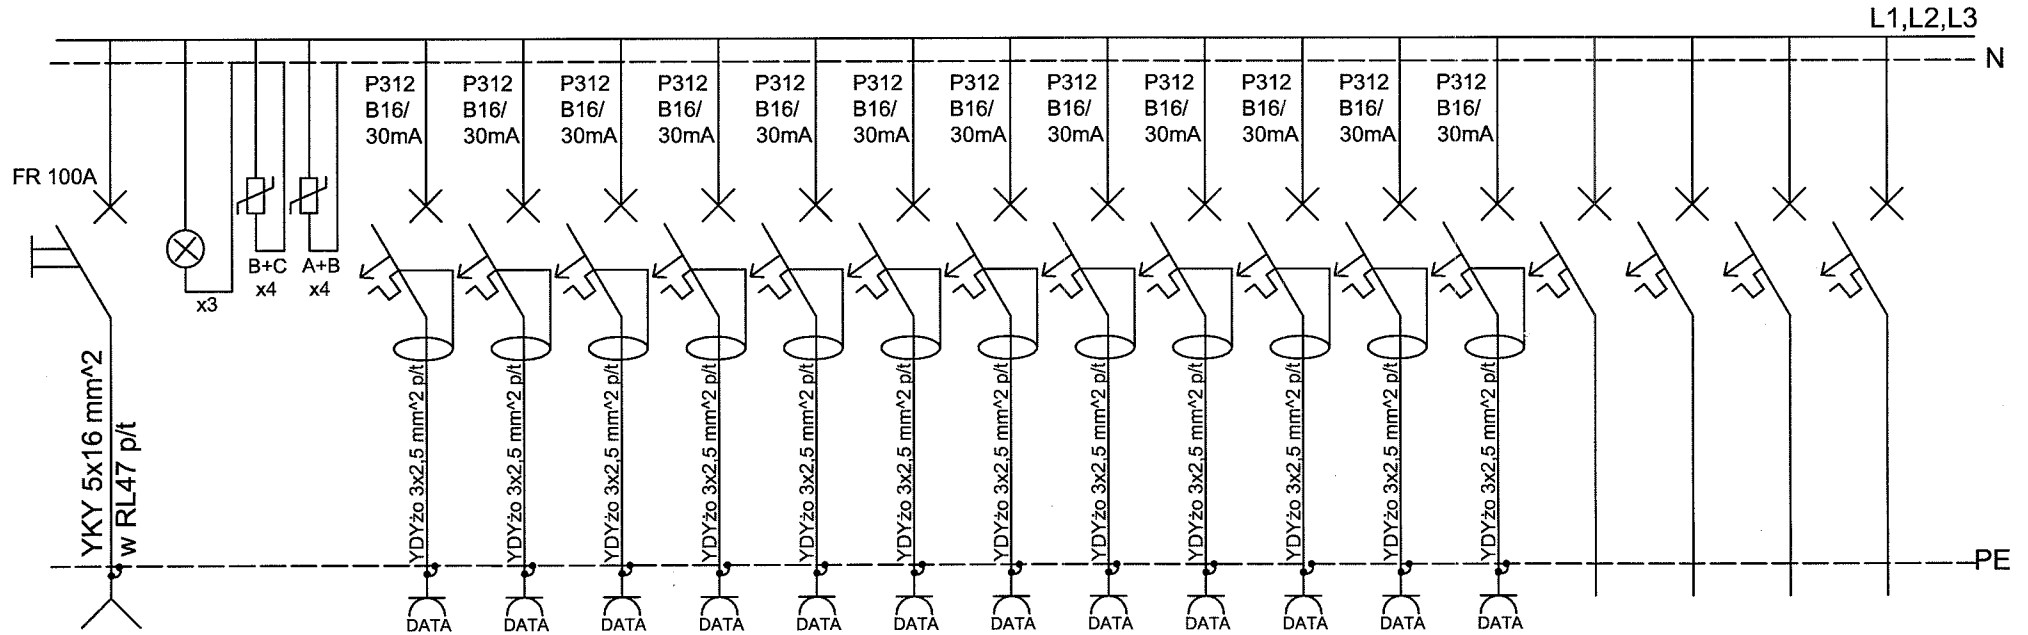 L1,L2,L3
N
P312
B16/
30mA
P312
B16/
30mA
P312
B16/
30mA
P312
B16/
30mA
P312
B16/
30mA
P312
B16/
30mA
P312
B16/
30mA
P312
B16/
30mA
P312
B16/
30mA
P312
B16/
30mA
P312
B16/
30mA
P312
B16/
30mA
FR 100A
B+C
x4
A+B
x4
x3
YKY 5x16 mm^2
w RL47 p/t
YDYżo 3x2,5 mm^2 p/t
YDYżo 3x2,5 mm^2 p/t
YDYżo 3x2,5 mm^2 p/t
YDYżo 3x2,5 mm^2 p/t
YDYżo 3x2,5 mm^2 p/t
YDYżo 3x2,5 mm^2 p/t
YDYżo 3x2,5 mm^2 p/t
YDYżo 3x2,5 mm^2 p/t
YDYżo 3x2,5 mm^2 p/t
YDYżo 3x2,5 mm^2 p/t
YDYżo 3x2,5 mm^2 p/t
YDYżo 3x2,5 mm^2 p/t
PE
DATA
DATA
DATA
DATA
DATA
DATA
DATA
DATA
DATA
DATA
DATA
DATA